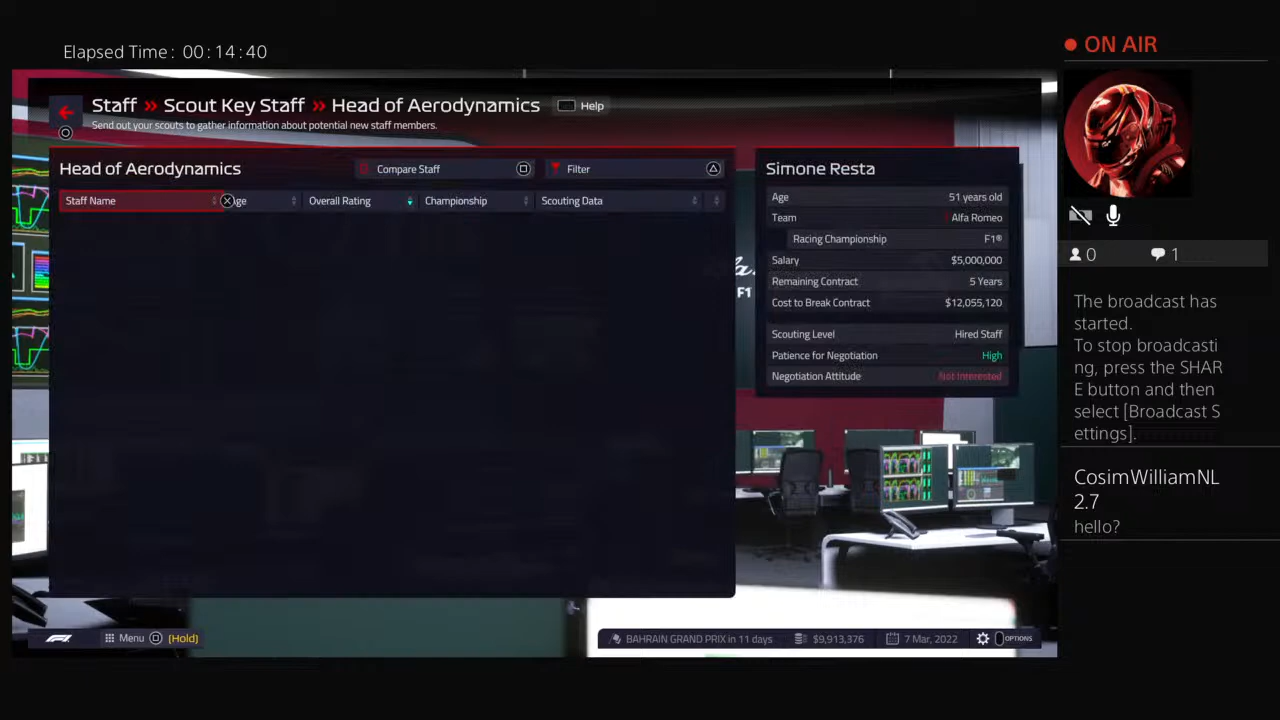 Elapsed Time: 00:14:40
ON AIR
Staff » Scout Key Staff » Head of Aerodynamics Help
Send out your scouts to gather information about potential new staff members.
Head of Aerodynamics Compare Staff Filter
Staff Name ge Overall Rating Championship Scouting Data
Simone Resta
Age 51 years old
Team Alfa Romeo
Racing Championship F1®
Salary $5,000,000
Remaining Contract 5 Years
Cost to Break Contract $12,055,120
Scouting Level Hired Staff
Patience for Negotiation High
Negotiation Attitude Not Interested
F1
0 1
The broadcast has
started.
To stop broadcasti
ng, press the SHAR
E button and then
select [Broadcast S
ettings].
CosimWilliamNL
2.7
hello?
Menu (Hold)
BAHRAIN GRAND PRIX in 11 days $9,913,376 7 Mar, 2022 OPTIONS